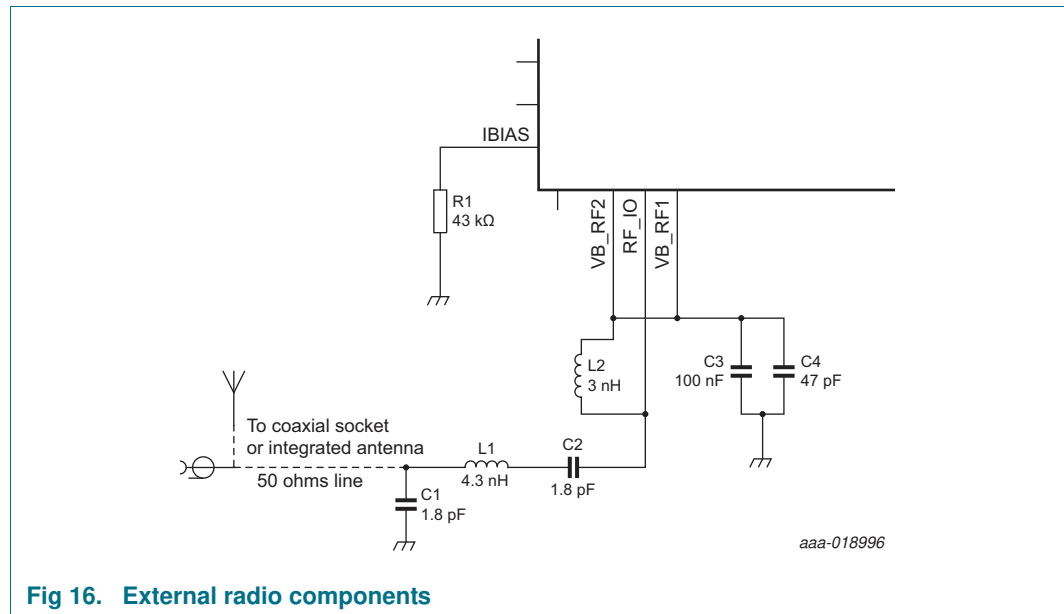 IBIAS
R1
43 kΩ
VB_RF2
RF_IO
VB_RF1
L2
3 nH
C3
100 nF
C4
47 pF
To coaxial socket
or integrated antenna
50 ohms line
L1
4.3 nH
C2
1.8 pF
C1
1.8 pF
aaa-018996
Fig 16. External radio components